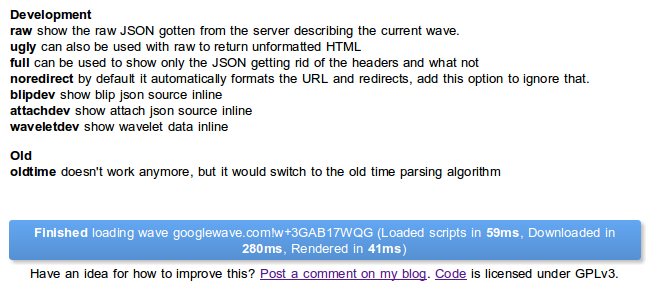 Development
raw show the raw JSON gotten from the server describing the current wave.
ugly can also be used with raw to return unformatted HTML
full can be used to show only the JSON getting rid of the headers and what not
noredirect by default it automatically formats the URL and redirects, add this option to ignore that.
blipdev show blip json source inline
attachdev show attach json source inline
waveletdev show wavelet data inline
Old
oldtime doesn't work anymore, but it would switch to the old time parsing algorithm
Finished loading wave googlewave.com!w+3GAB17WQG (Loaded scripts in 59ms, Downloaded in
280ms, Rendered in 41ms)
Have an idea for how to improve this? Post a comment on my blog. Code is licensed under GPLv3.